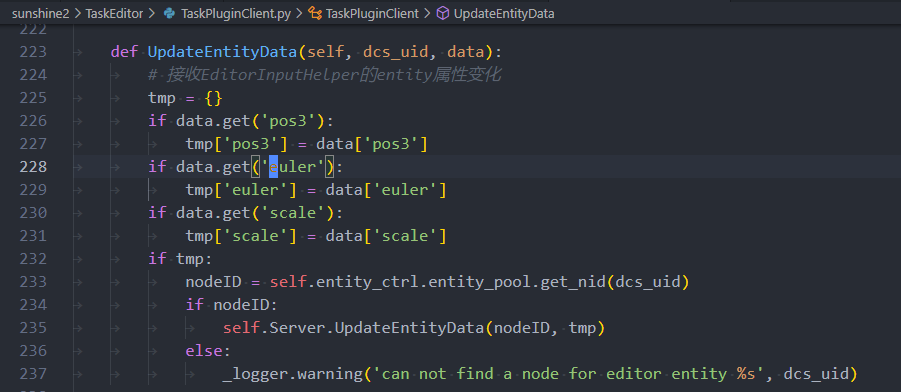 sunshine2 > TaskEditor > TaskPluginClient.py > TaskPluginClient > UpdateEntityData
222
223 def UpdateEntityData(self, dcs_uid, data):
224 # 接收EditorInputHelper的entity属性变化
225 tmp = {}
226 if data.get('pos3'):
227 tmp['pos3'] = data['pos3']
228 if data.get('euler'):
229 tmp['euler'] = data['euler']
230 if data.get('scale'):
231 tmp['scale'] = data['scale']
232 if tmp:
233 nodeID = self.entity_ctrl.entity_pool.get_nid(dcs_uid)
234 if nodeID:
235 self.Server.UpdateEntityData(nodeID, tmp)
236 else:
237 _logger.warning('can not find a node for editor entity %s', dcs_uid)